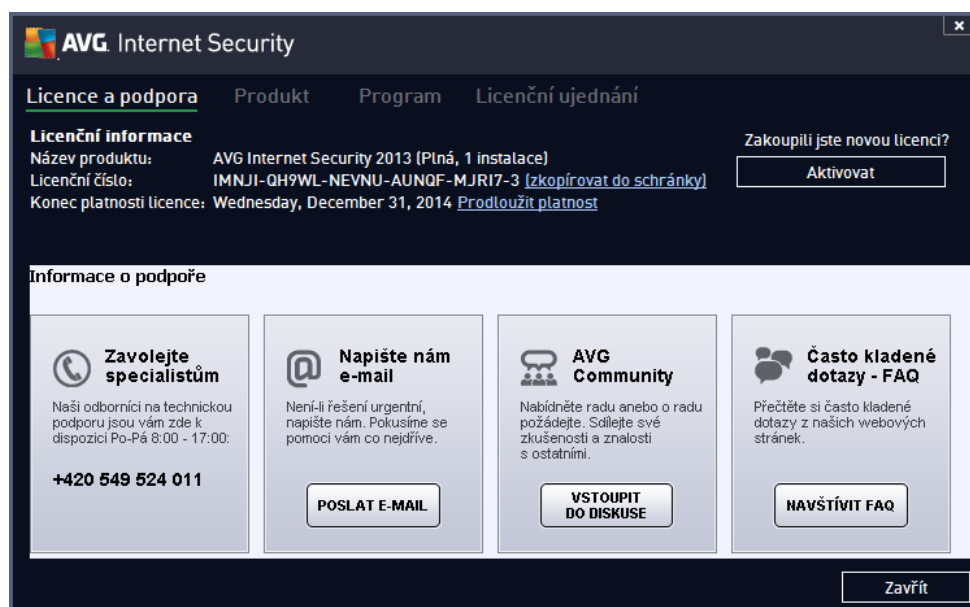 AVG. Internet Security
Licence a podpora Produkt Program Licenční ujednání
Licenční informace
Název produktu: AVG Internet Security 2013 (Plná, 1 instalace)
Licenční číslo: IMNJI-QH9WL-NEVNU-AUNQF-MJRI7-3 (zkopírovat do schránky)
Konec platnosti licence: Wednesday, December 31, 2014 Prodloužit platnost
Zakoupili jste novou licenci?
Aktivovat
Informace o podpoře
Zavolejte
specialistům
Naši odborníci na technickou
podporu jsou vám zde k
dispozici Po-Pá 8:00 - 17:00:
+420 549 524 011
Napište nám
e-mail
Není-li řešení urgentní,
napište nám. Pokusíme se
pomoci vám co nejdříve.
POSLAT E-MAIL
AVG
Community
Nabídněte radu anebo o radu
požádejte. Sdílejte své
zkušenosti a znalosti
s ostatními.
VSTOUPIT
DO DISKUSE
Často kladené
dotazy - FAQ
Přečtěte si často kladené
dotazy z našich webových
stránek.
NAVŠTÍVIT FAQ
Zavřít